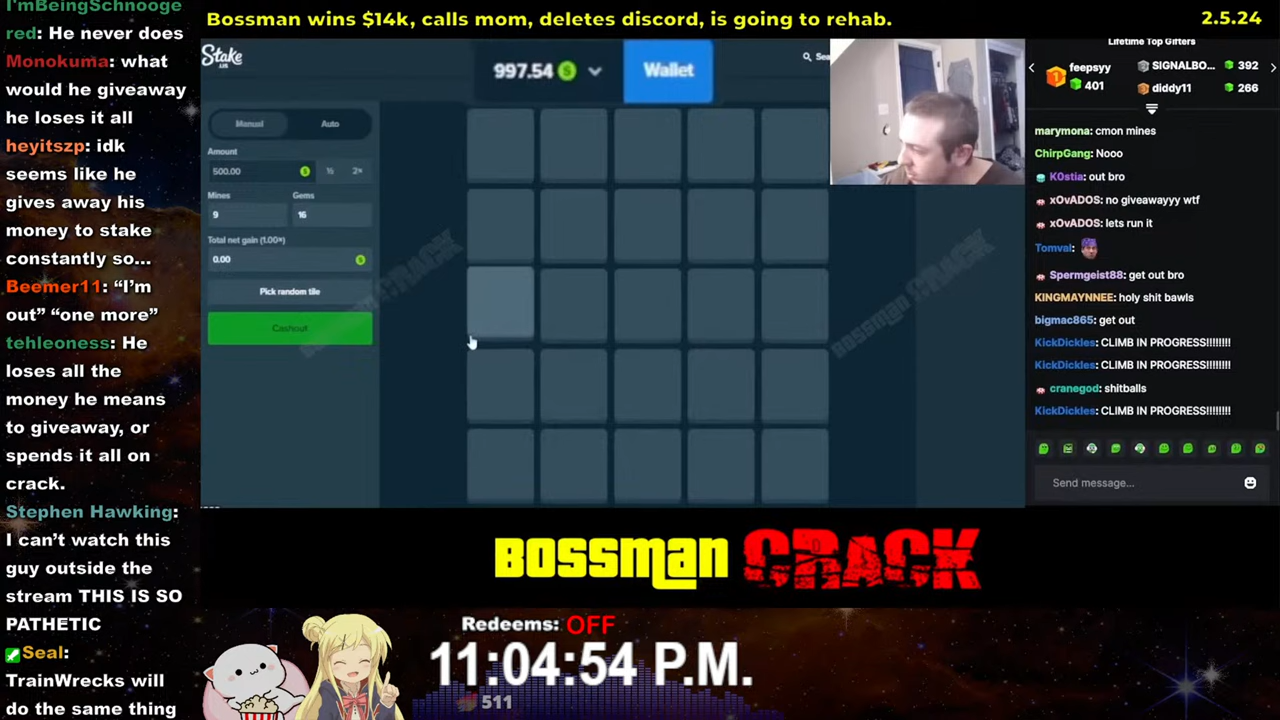 I'mBeingSchnooge
red: He never does
Monokuma: what
would he giveaway
he loses it all
heyitszp: idk
seems like he
gives away his
money to stake
constantly so...
Beemer11: “I’m
out” “one more”
tehleoness: He
loses all the
money he means
to giveaway, or
spends it all on
crack.
Stephen Hawking:
I can’t watch this
guy outside the
stream THIS IS SO
PATHETIC
Seal:
TrainWrecks will
do the same thing
Bossman wins $14k, calls mom, deletes discord, is going to rehab.
2.5.24
Stake
.US
997.54
Wallet
Manual
Auto
Amount
500.00
½
2×
Mines
Gems
9
16
Total net gain (1.00×)
0.00
Pick random tile
Cashout
BOSSMAN CRACK
BOSSMAN CRACK
Lifetime Top Gifters
feepsyy
401
SIGNALBO...
392
diddy11
266
marymona: cmon mines
ChirpGang: Nooo
K0stia: out bro
xOvADOS: no giveawayyy wtf
xOvADOS: lets run it
Tomval:
Spermgeist88: get out bro
KINGMAYNNEE: holy shit bawls
bigmac865: get out
KickDickles: CLIMB IN PROGRESS!!!!!!!!
KickDickles: CLIMB IN PROGRESS!!!!!!!!
cranegod: shitballs
KickDickles: CLIMB IN PROGRESS!!!!!!!!
Send message...
BOSSMAN CRACK
Redeems: OFF
11:04:54 P.M.
511